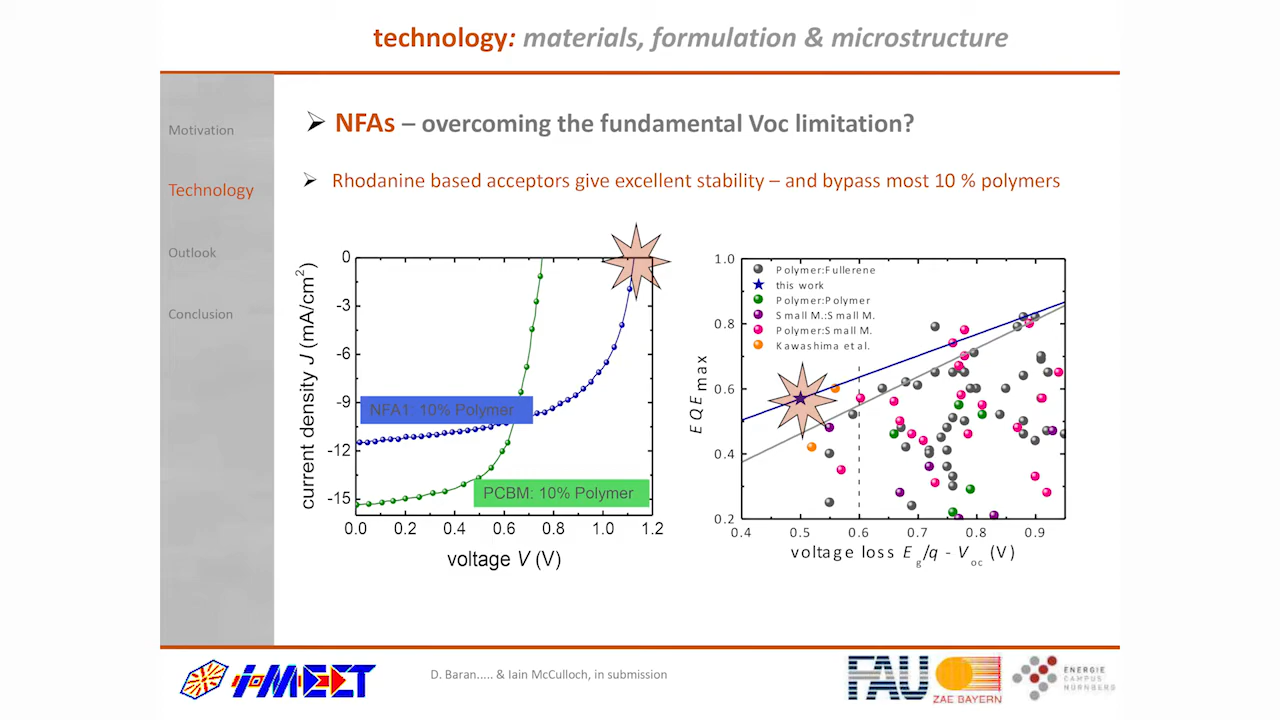 technology: materials, formulation & microstructure
Motivation
Technology
Outlook
Conclusion
➢ NFAs – overcoming the fundamental Voc limitation?
➢ Rhodanine based acceptors give excellent stability – and bypass most 10 % polymers
current density J (mA/cm²)
0
-3
-6
-9
-12
-15
NFA1: 10% Polymer
PCBM: 10% Polymer
0.0 0.2 0.4 0.6 0.8 1.0 1.2
voltage V (V)
EQE max
1.0
0.8
0.6
0.4
0.2
Polymer:Fullerene
this work
Polymer:Polymer
Small M.:Small M.
Polymer:Small M.
Kawashima et al.
0.4 0.5 0.6 0.7 0.8 0.9
voltage loss Eg/q - Voc (V)
i-MEET
D. Baran..... & Iain McCulloch, in submission
FAU
ZAE BAYERN
ENERGIE
CAMPUS
NÜRNBERG